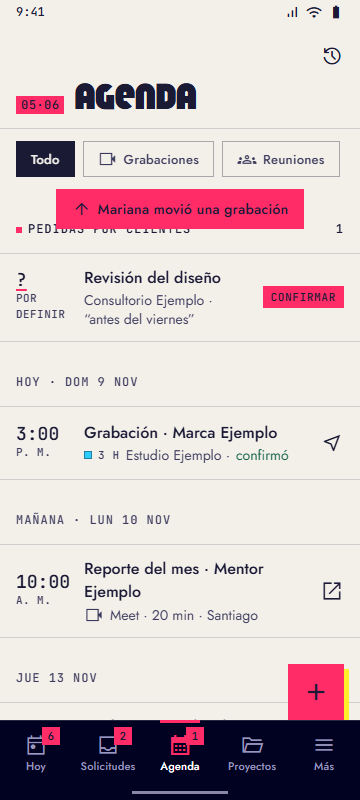 9:41
05·06 AGENDA
Todo Grabaciones Reuniones
↑ Mariana movió una grabación
PEDIDAS POR CLIENTES 1
? Revisión del diseño
POR Consultorio Ejemplo · CONFIRMAR
DEFINIR “antes del viernes”
HOY · DOM 9 NOV
3:00 Grabación · Marca Ejemplo
P. M. 3 H Estudio Ejemplo · confirmó
MAÑANA · LUN 10 NOV
10:00 Reporte del mes · Mentor
A. M. Ejemplo
Meet · 20 min · Santiago
JUE 13 NOV
+
6 2 1
Hoy Solicitudes Agenda Proyectos Más